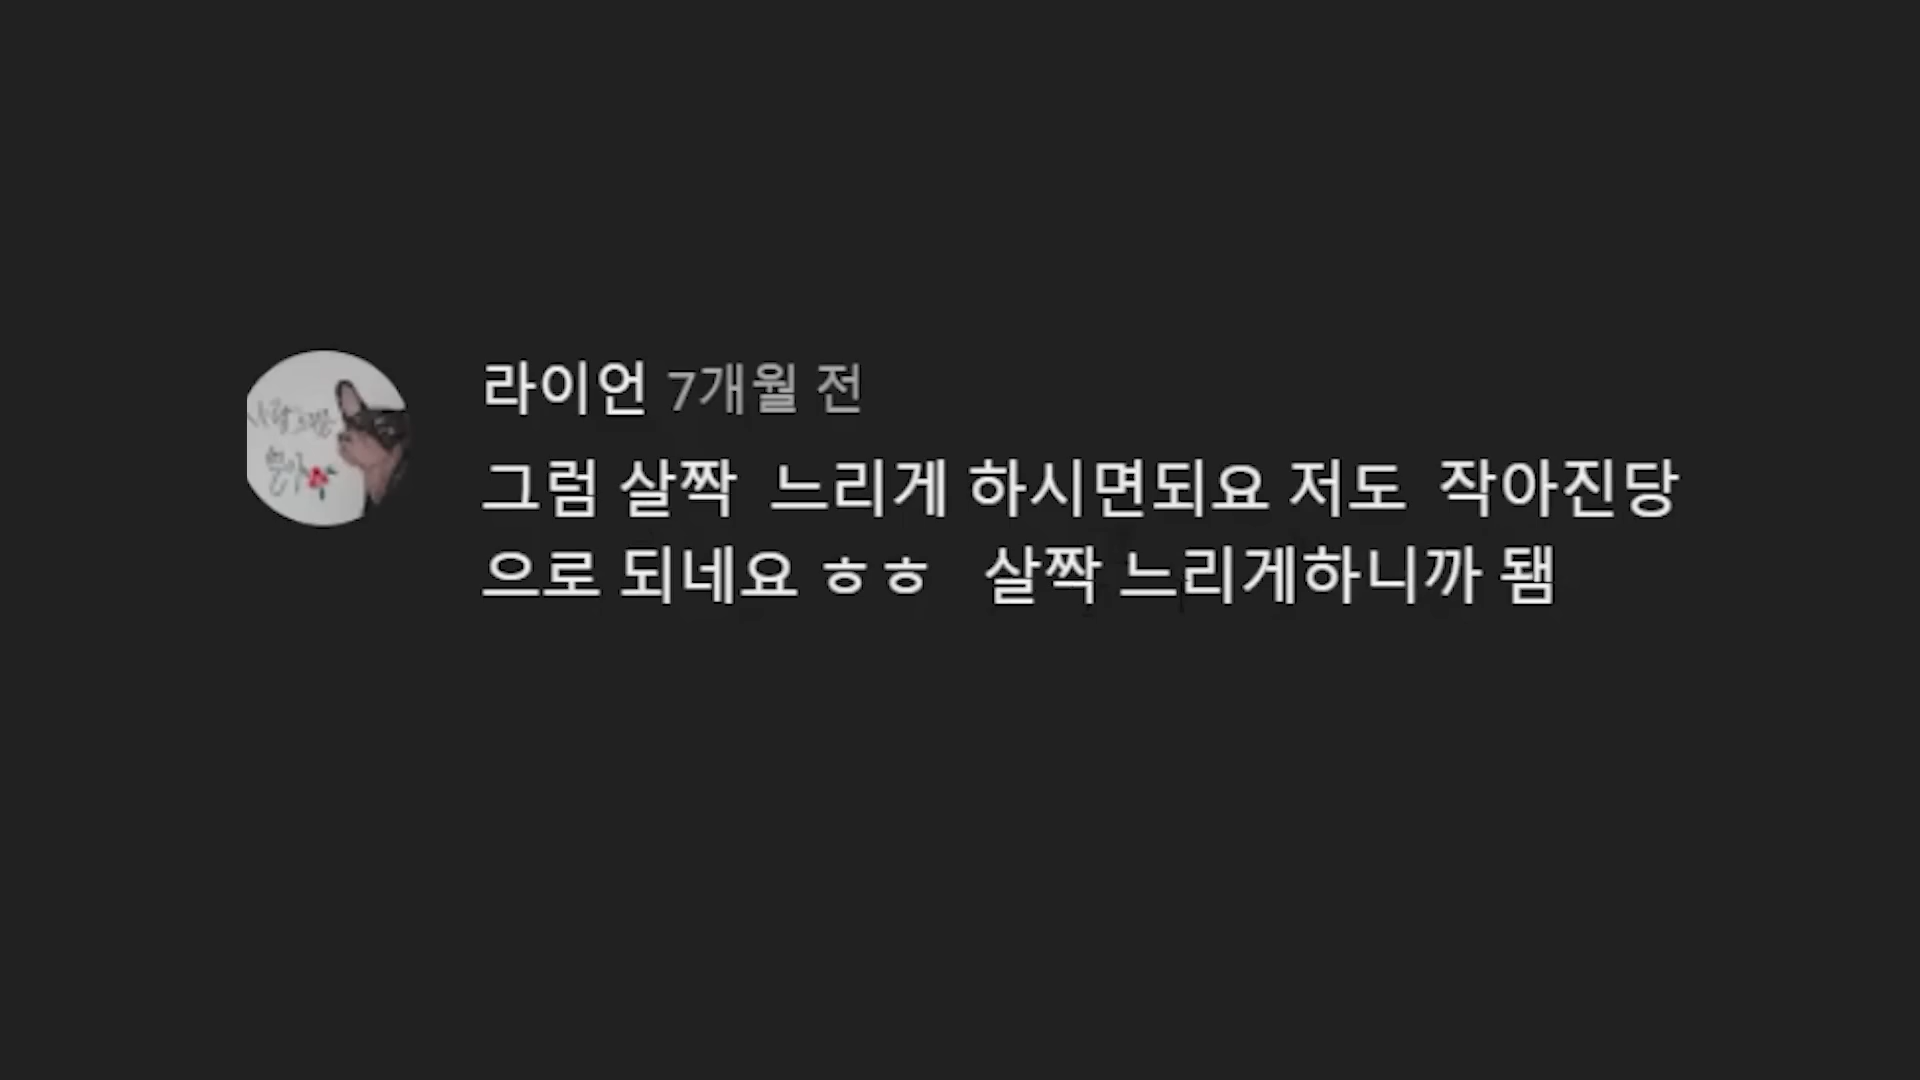 라이언 7개월 전
그럼 살짝 느리게 하시면되요 저도 작아진당
으로 되네요 ㅎㅎ 살짝 느리게하니까 됌